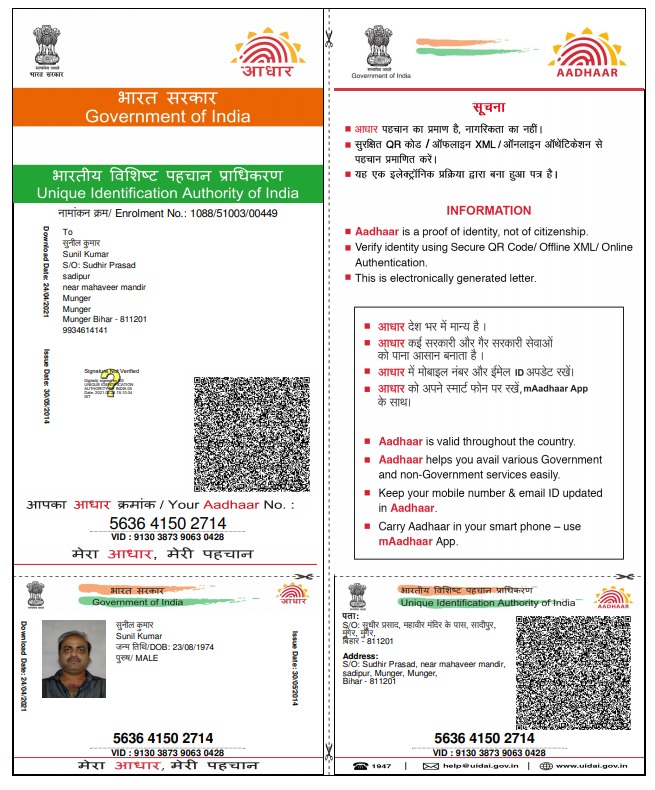 भारत सरकार
आधार
भारत सरकार
Government of India
भारतीय विशिष्ट पहचान प्राधिकरण
Unique Identification Authority of India
नामांकन क्रम/ Enrolment No.: 1088/51003/00449
Download Date: 24/04/2021
To
सुनील कुमार
Sunil Kumar
S/O: Sudhir Prasad
sadipur
near mahaveer mandir
Munger
Munger
Munger Bihar - 811201
9934614141
Issue Date: 30/05/2014
Signature Not Verified
आपका आधार क्रमांक / Your Aadhaar No. :
5636 4150 2714
VID : 9130 3873 9063 0428
मेरा आधार, मेरी पहचान
Government of India
AADHAAR
सूचना
आधार पहचान का प्रमाण है, नागरिकता का नहीं।
सुरक्षित QR कोड / ऑफलाइन XML / ऑनलाइन ऑथेंटिकेशन से
पहचान प्रमाणित करें।
यह एक इलेक्ट्रॉनिक प्रक्रिया द्वारा बना हुआ पत्र है।
INFORMATION
Aadhaar is a proof of identity, not of citizenship.
Verify identity using Secure QR Code/ Offline XML/ Online
Authentication.
This is electronically generated letter.
आधार देश भर में मान्य है ।
आधार कई सरकारी और गैर सरकारी सेवाओं
को पाना आसान बनाता है ।
आधार में मोबाइल नंबर और ईमेल ID अपडेट रखें।
आधार को अपने स्मार्ट फोन पर रखें, mAadhaar App
के साथ।
Aadhaar is valid throughout the country.
Aadhaar helps you avail various Government
and non-Government services easily.
Keep your mobile number & email ID updated
in Aadhaar.
Carry Aadhaar in your smart phone – use
mAadhaar App.
भारत सरकार
Government of India
आधार
Download Date: 24/04/2021
सुनील कुमार
Sunil Kumar
जन्म तिथि/DOB: 23/08/1974
पुरुष/ MALE
Issue Date: 30/05/2014
5636 4150 2714
VID : 9130 3873 9063 0428
मेरा आधार, मेरी पहचान
भारतीय विशिष्ट पहचान प्राधिकरण
Unique Identification Authority of India
AADHAAR
पता:
S/O: सुधीर प्रसाद, महावीर मंदिर के पास, सादीपुर,
मुंगेर, मुंगेर,
बिहार - 811201
Address:
S/O: Sudhir Prasad, near mahaveer mandir,
sadipur, Munger, Munger,
Bihar - 811201
5636 4150 2714
VID : 9130 3873 9063 0428
1947 | help@uidai.gov.in | www.uidai.gov.in